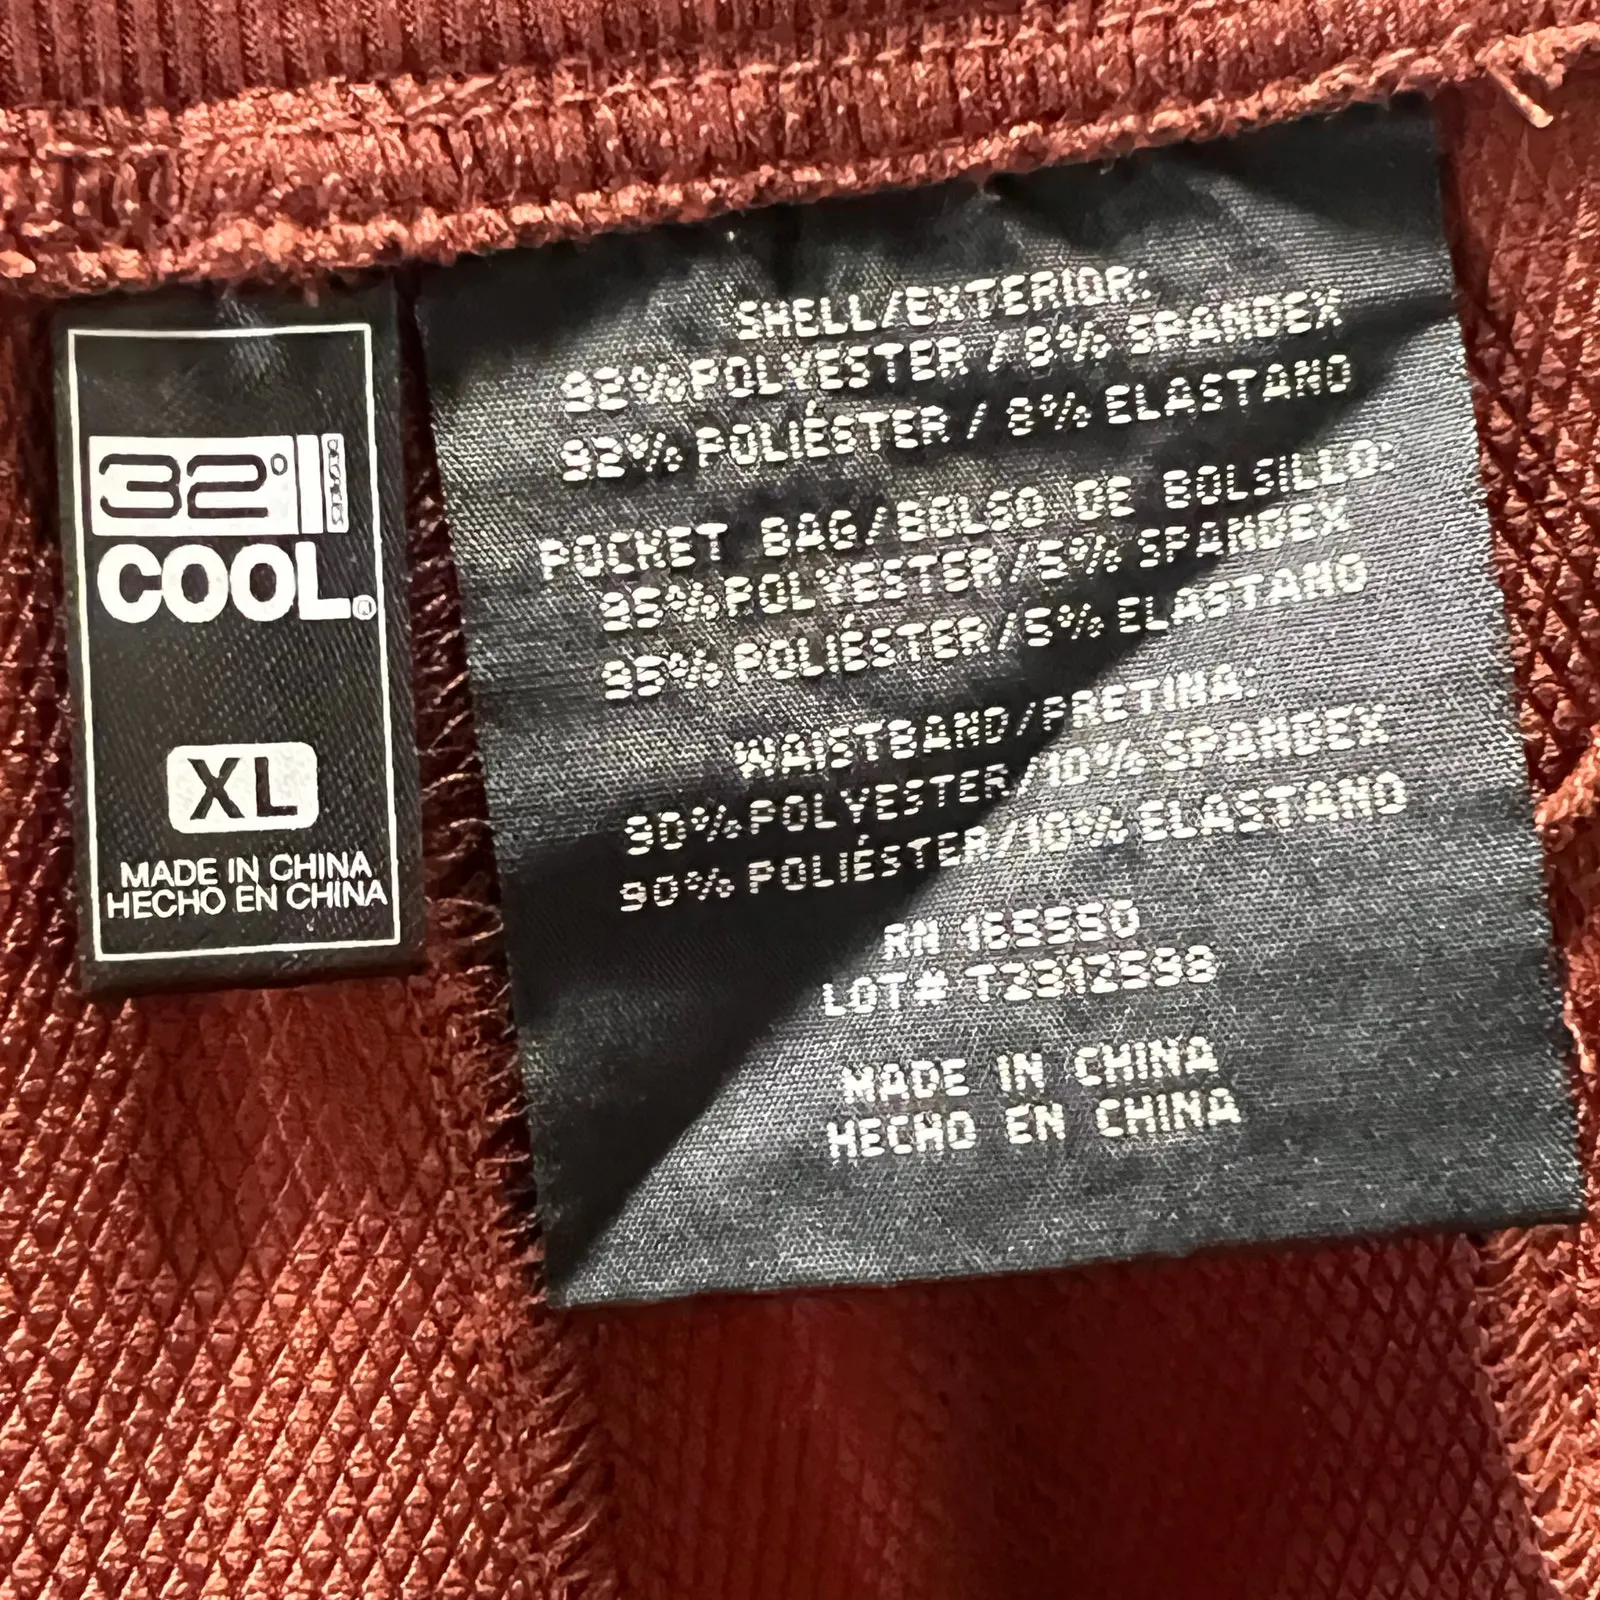 32°
COOL®
XL
MADE IN CHINA
HECHO EN CHINA
SHELL/EXTERIOR:
92% POLYESTER / 8% SPANDEX
92% POLIÉSTER / 8% ELASTANO
POCKET BAG/BOLSO DE BOLSILLO:
95% POLYESTER/5% SPANDEX
95% POLIÉSTER/5% ELASTANO
WAISTBAND/PRETINA:
90% POLYESTER/10% SPANDEX
90% POLIÉSTER/10% ELASTANO
RN
LOT# T2312598
MADE IN CHINA
HECHO EN CHINA